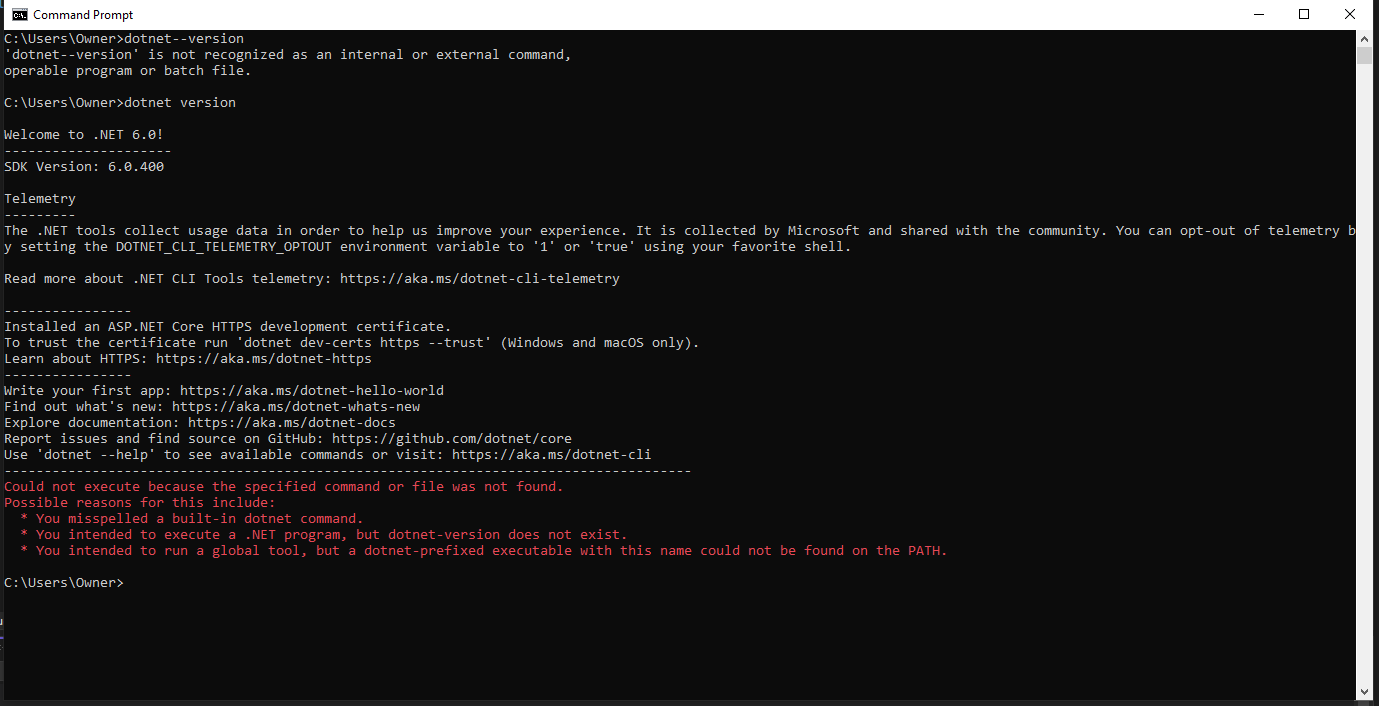 Command Prompt
C:\Users\Owner>dotnet--version
'dotnet--version' is not recognized as an internal or external command,
operable program or batch file.
C:\Users\Owner>dotnet version
Welcome to .NET 6.0!
---------------------
SDK Version: 6.0.400
Telemetry
---------
The .NET tools collect usage data in order to help us improve your experience. It is collected by Microsoft and shared with the community. You can opt-out of telemetry b
y setting the DOTNET_CLI_TELEMETRY_OPTOUT environment variable to '1' or 'true' using your favorite shell.
Read more about .NET CLI Tools telemetry: https://aka.ms/dotnet-cli-telemetry
----------------
Installed an ASP.NET Core HTTPS development certificate.
To trust the certificate run 'dotnet dev-certs https --trust' (Windows and macOS only).
Learn about HTTPS: https://aka.ms/dotnet-https
----------------
Write your first app: https://aka.ms/dotnet-hello-world
Find out what's new: https://aka.ms/dotnet-whats-new
Explore documentation: https://aka.ms/dotnet-docs
Report issues and find source on GitHub: https://github.com/dotnet/core
Use 'dotnet --help' to see available commands or visit: https://aka.ms/dotnet-cli
--------------------------------------------------------------------------------------
Could not execute because the specified command or file was not found.
Possible reasons for this include:
  * You misspelled a built-in dotnet command.
  * You intended to execute a .NET program, but dotnet-version does not exist.
  * You intended to run a global tool, but a dotnet-prefixed executable with this name could not be found on the PATH.
C:\Users\Owner>